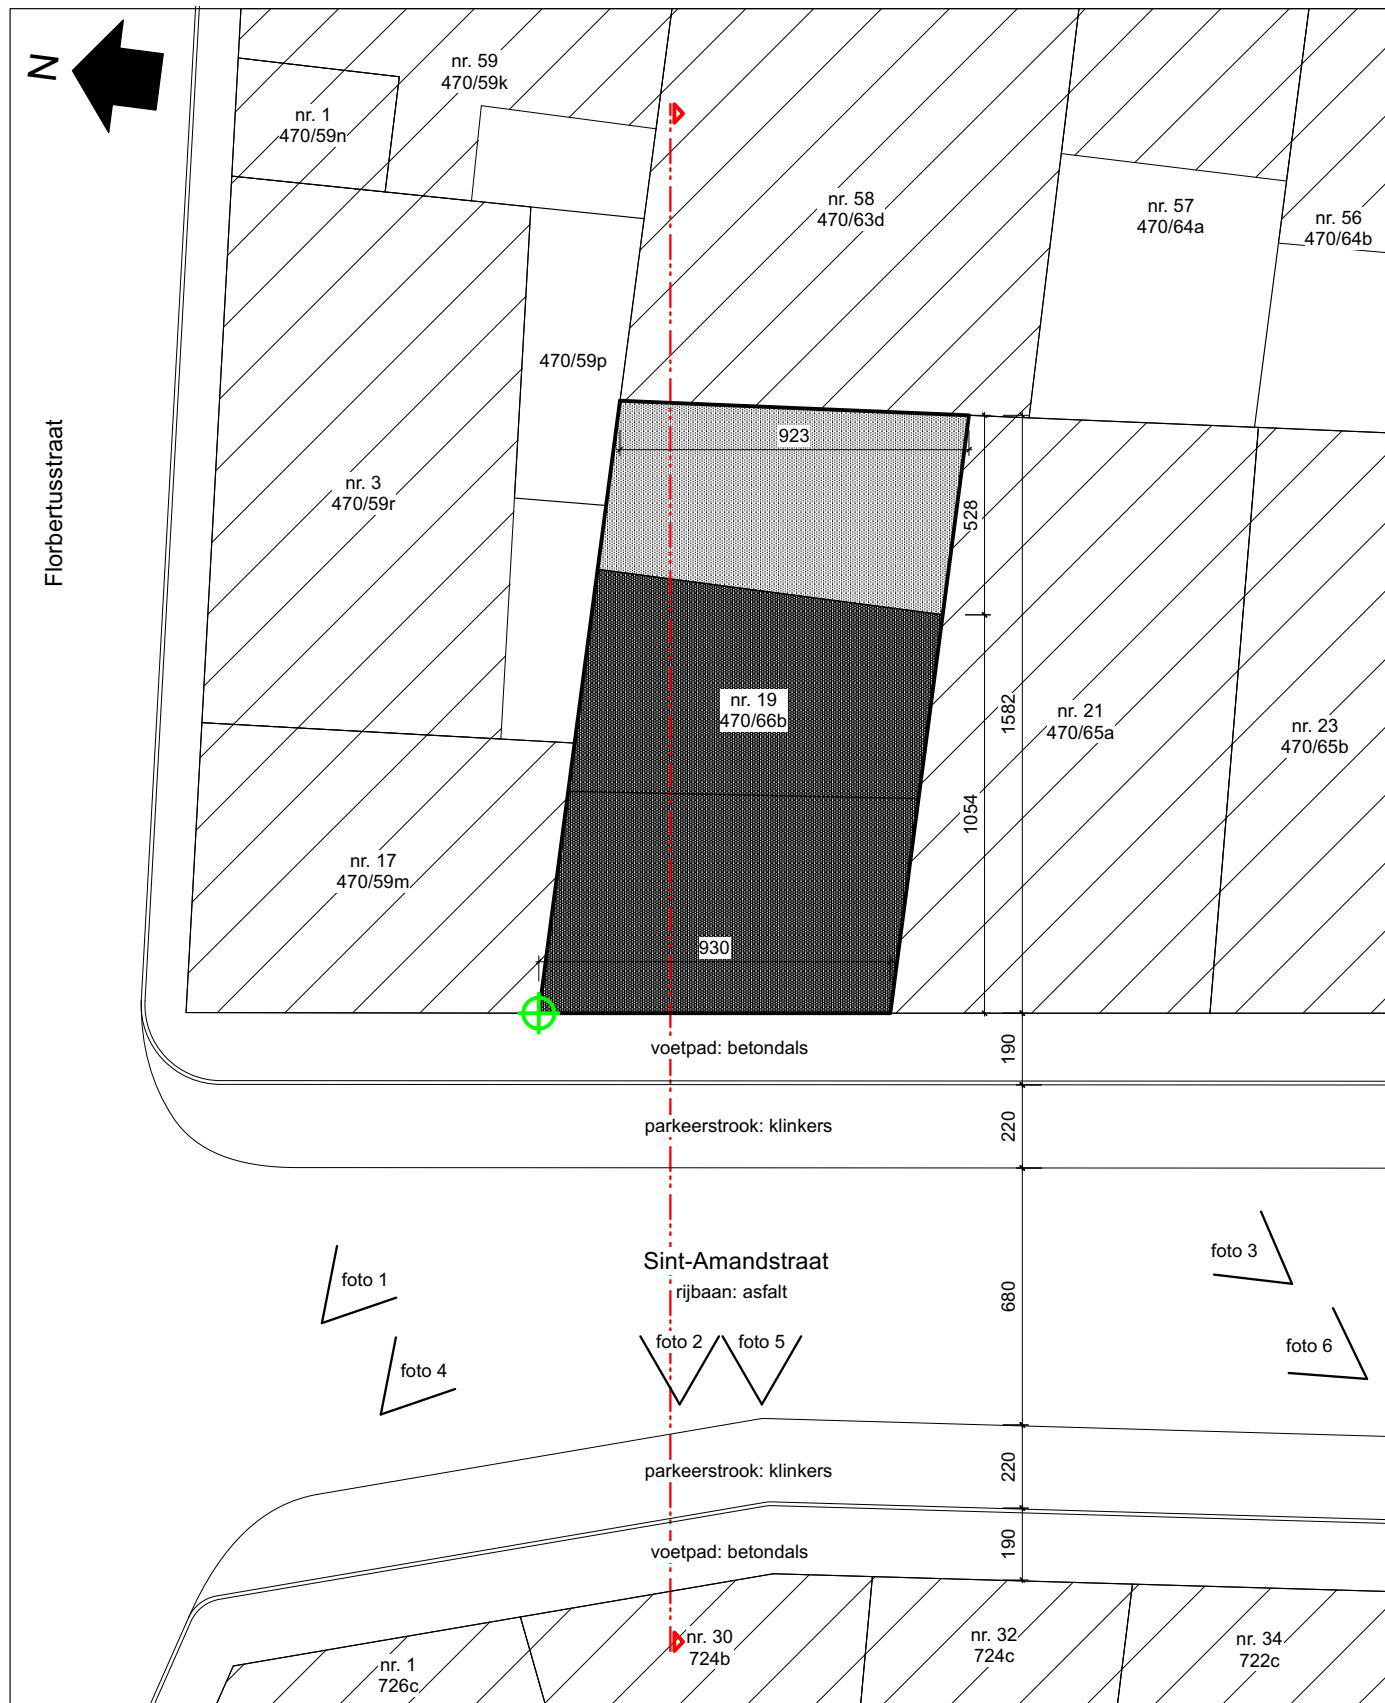 N
nr. 59
470/59k
nr. 1
470/59n
nr. 58
470/63d
nr. 57
470/64a
nr. 56
470/64b
470/59p
Florbertusstraat
923
nr. 3
470/59r
528
nr. 19
470/66b
1582
nr. 21
470/65a
nr. 23
470/65b
1054
nr. 17
470/59m
930
voetpad: betondals
190
parkeerstrook: klinkers
220
Sint-Amandstraat
rijbaan: asfalt
foto 1
foto 3
680
foto 2
foto 5
foto 4
foto 6
parkeerstrook: klinkers
220
voetpad: betondals
190
nr. 30
724b
nr. 32
724c
nr. 34
722c
nr. 1
726c